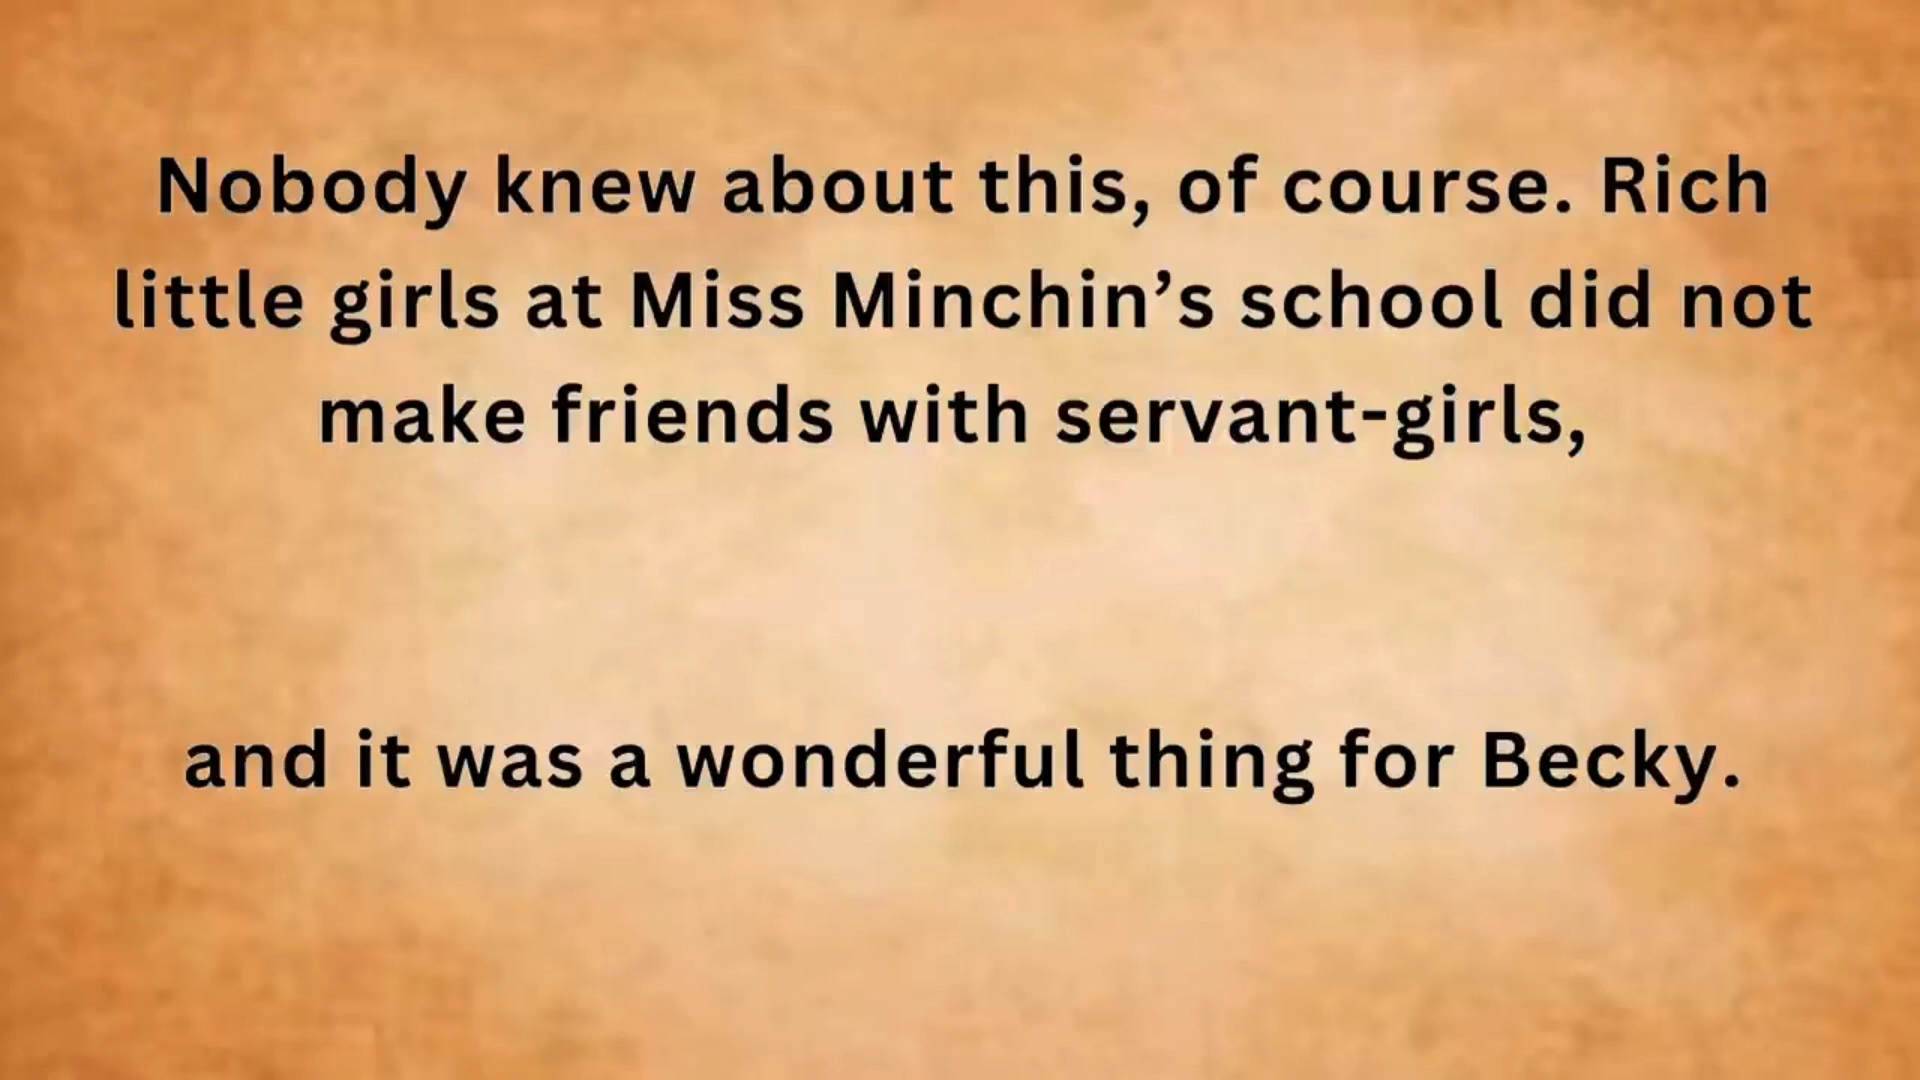 Nobody knew about this, of course. Rich
little girls at Miss Minchin’s school did not
make friends with servant-girls,
and it was a wonderful thing for Becky.